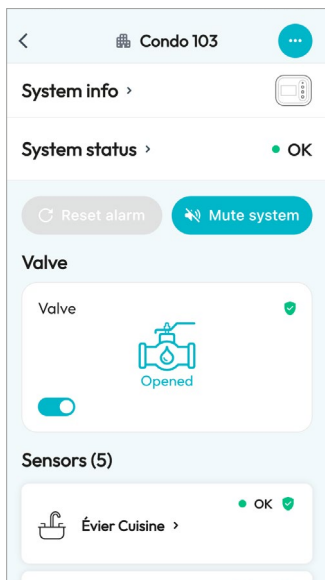 Condo 103
System info
System status
OK
Reset alarm
Mute system
Valve
Valve
Opened
Sensors (5)
OK
Évier Cuisine